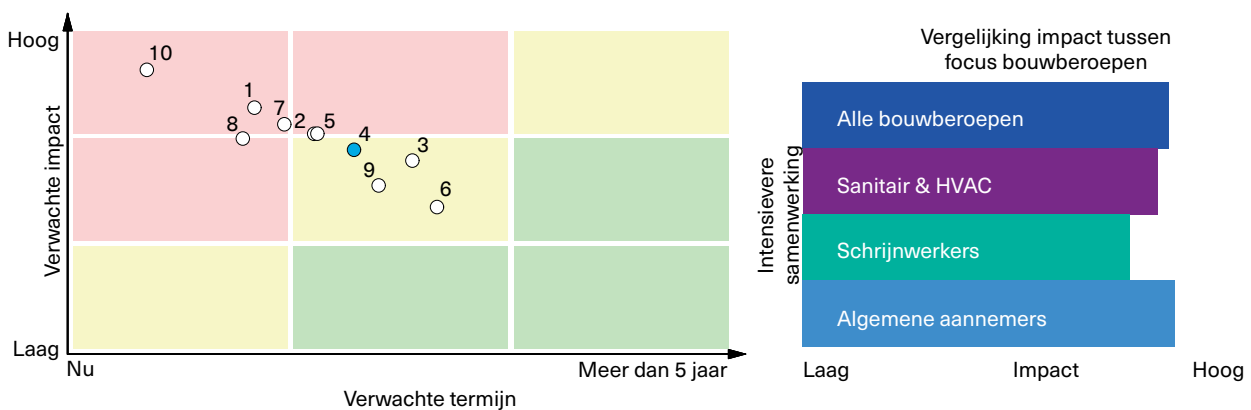 Hoog
Verwachte impact
Laag
10
1
7
8
2
5
4
3
9
6
Nu
Meer dan 5 jaar
Verwachte termijn
Vergelijking impact tussen
focus bouwberoepen
Intensievere
samenwerking
Alle bouwberoepen
Sanitair & HVAC
Schrijnwerkers
Algemene aannemers
Laag
Impact
Hoog